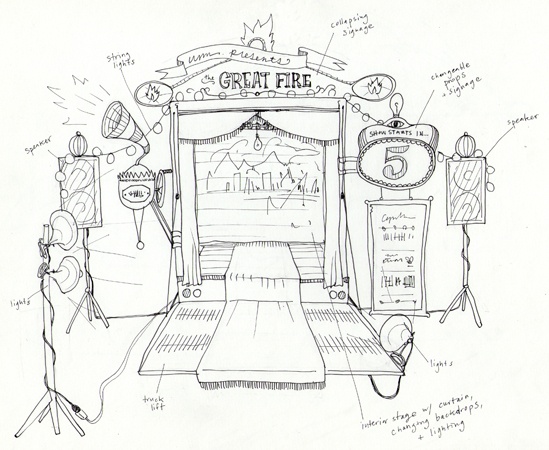 collapsing
signage
string
lights
presents
the
GREAT FIRE
changeable
props
+ signage
speaker
speaker
SHOW STARTS IN...
5
lights
lights
truck
lift
interior stage w/ curtain,
changing backdrops,
+ lighting